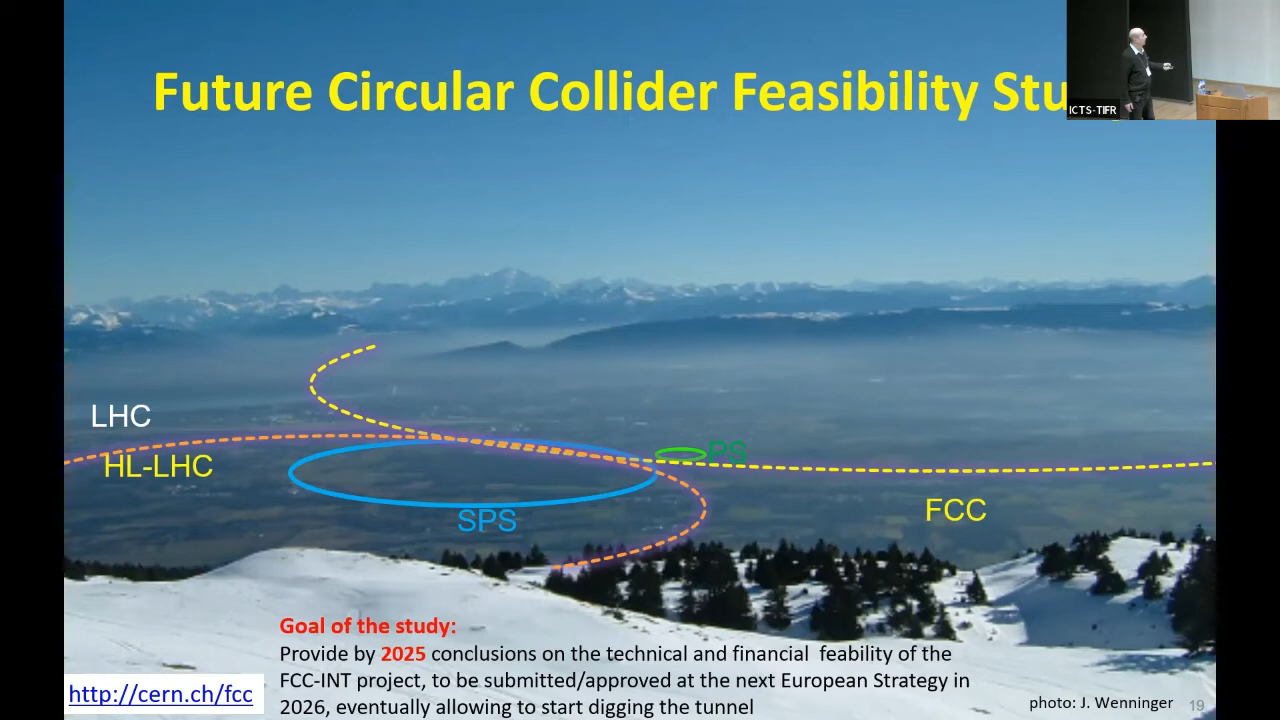 Future Circular Collider Feasibility Stu
ICTS-TIFR
LHC
HL-LHC
PS
SPS
FCC
Goal of the study:
Provide by 2025 conclusions on the technical and financial feability of the
FCC-INT project, to be submitted/approved at the next European Strategy in
2026, eventually allowing to start digging the tunnel
http://cern.ch/fcc
photo: J. Wenninger
19